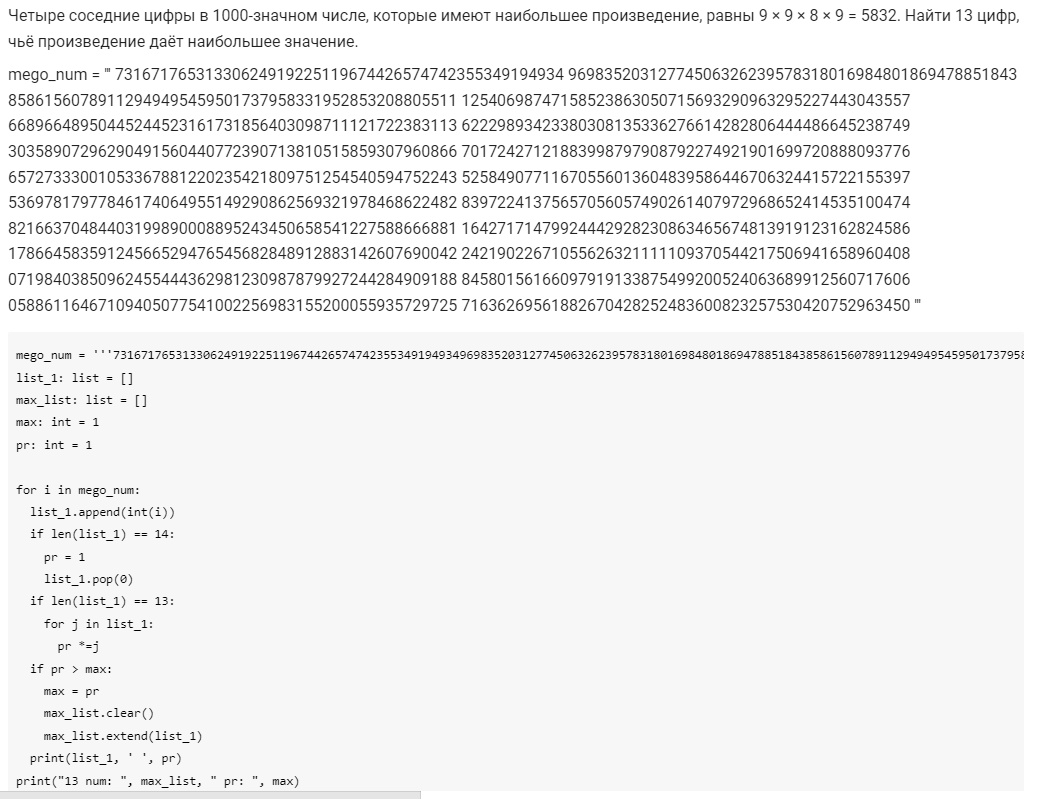 Четыре соседние цифры в 1000-значном числе, которые имеют наибольшее произведение, равны 9 × 9 × 8 × 9 = 5832. Найти 13 цифр,
чьё произведение даёт наибольшее значение.
mego_num = ''' 73167176531330624919225119674426574742355349194934 96983520312774506326239578318016984801869478851843
85861560789112949495459501737958331952853208805511 12540698747158523863050715693290963295227443043557
66896648950445244523161731856403098711121722383113 62229893423380308135336276614282806444486645238749
30358907296290491560440772390713810515859307960866 70172427121883998797908792274921901699720888093776
65727333001053367881220235421809751254540594752243 52584907711670556013604839586446706324415722155397
53697817977846174064955149290862569321978468622482 83972241375657056057490261407972968652414535100474
82166370484403199890008895243450658541227588666881 16427171479924442928230863465674813919123162824586
17866458359124566529476545682848912883142607690042 24219022671055626321111109370544217506941658960408
07198403850962455444362981230987879927244284909188 84580156166097919133875499200524063689912560717606
05886116467109405077541002256983155200055935729725 71636269561882670428252483600823257530420752963450 '''
mego_num = '''73167176531330624919225119674426574742355349194934969835203127745063262395783180169848018694788518438586156078911294949545950173795­8
list_1: list = []
max_list: list = []
max: int = 1
pr: int = 1
for i in mego_num:
list_1.append(int(i))
if len(list_1) == 14:
pr = 1
list_1.pop(0)
if len(list_1) == 13:
for j in list_1:
pr *=j
if pr > max:
max = pr
max_list.clear()
max_list.extend(list_1)
print(list_1, ' ', pr)
print("13 num: ", max_list, " pr: ", max)